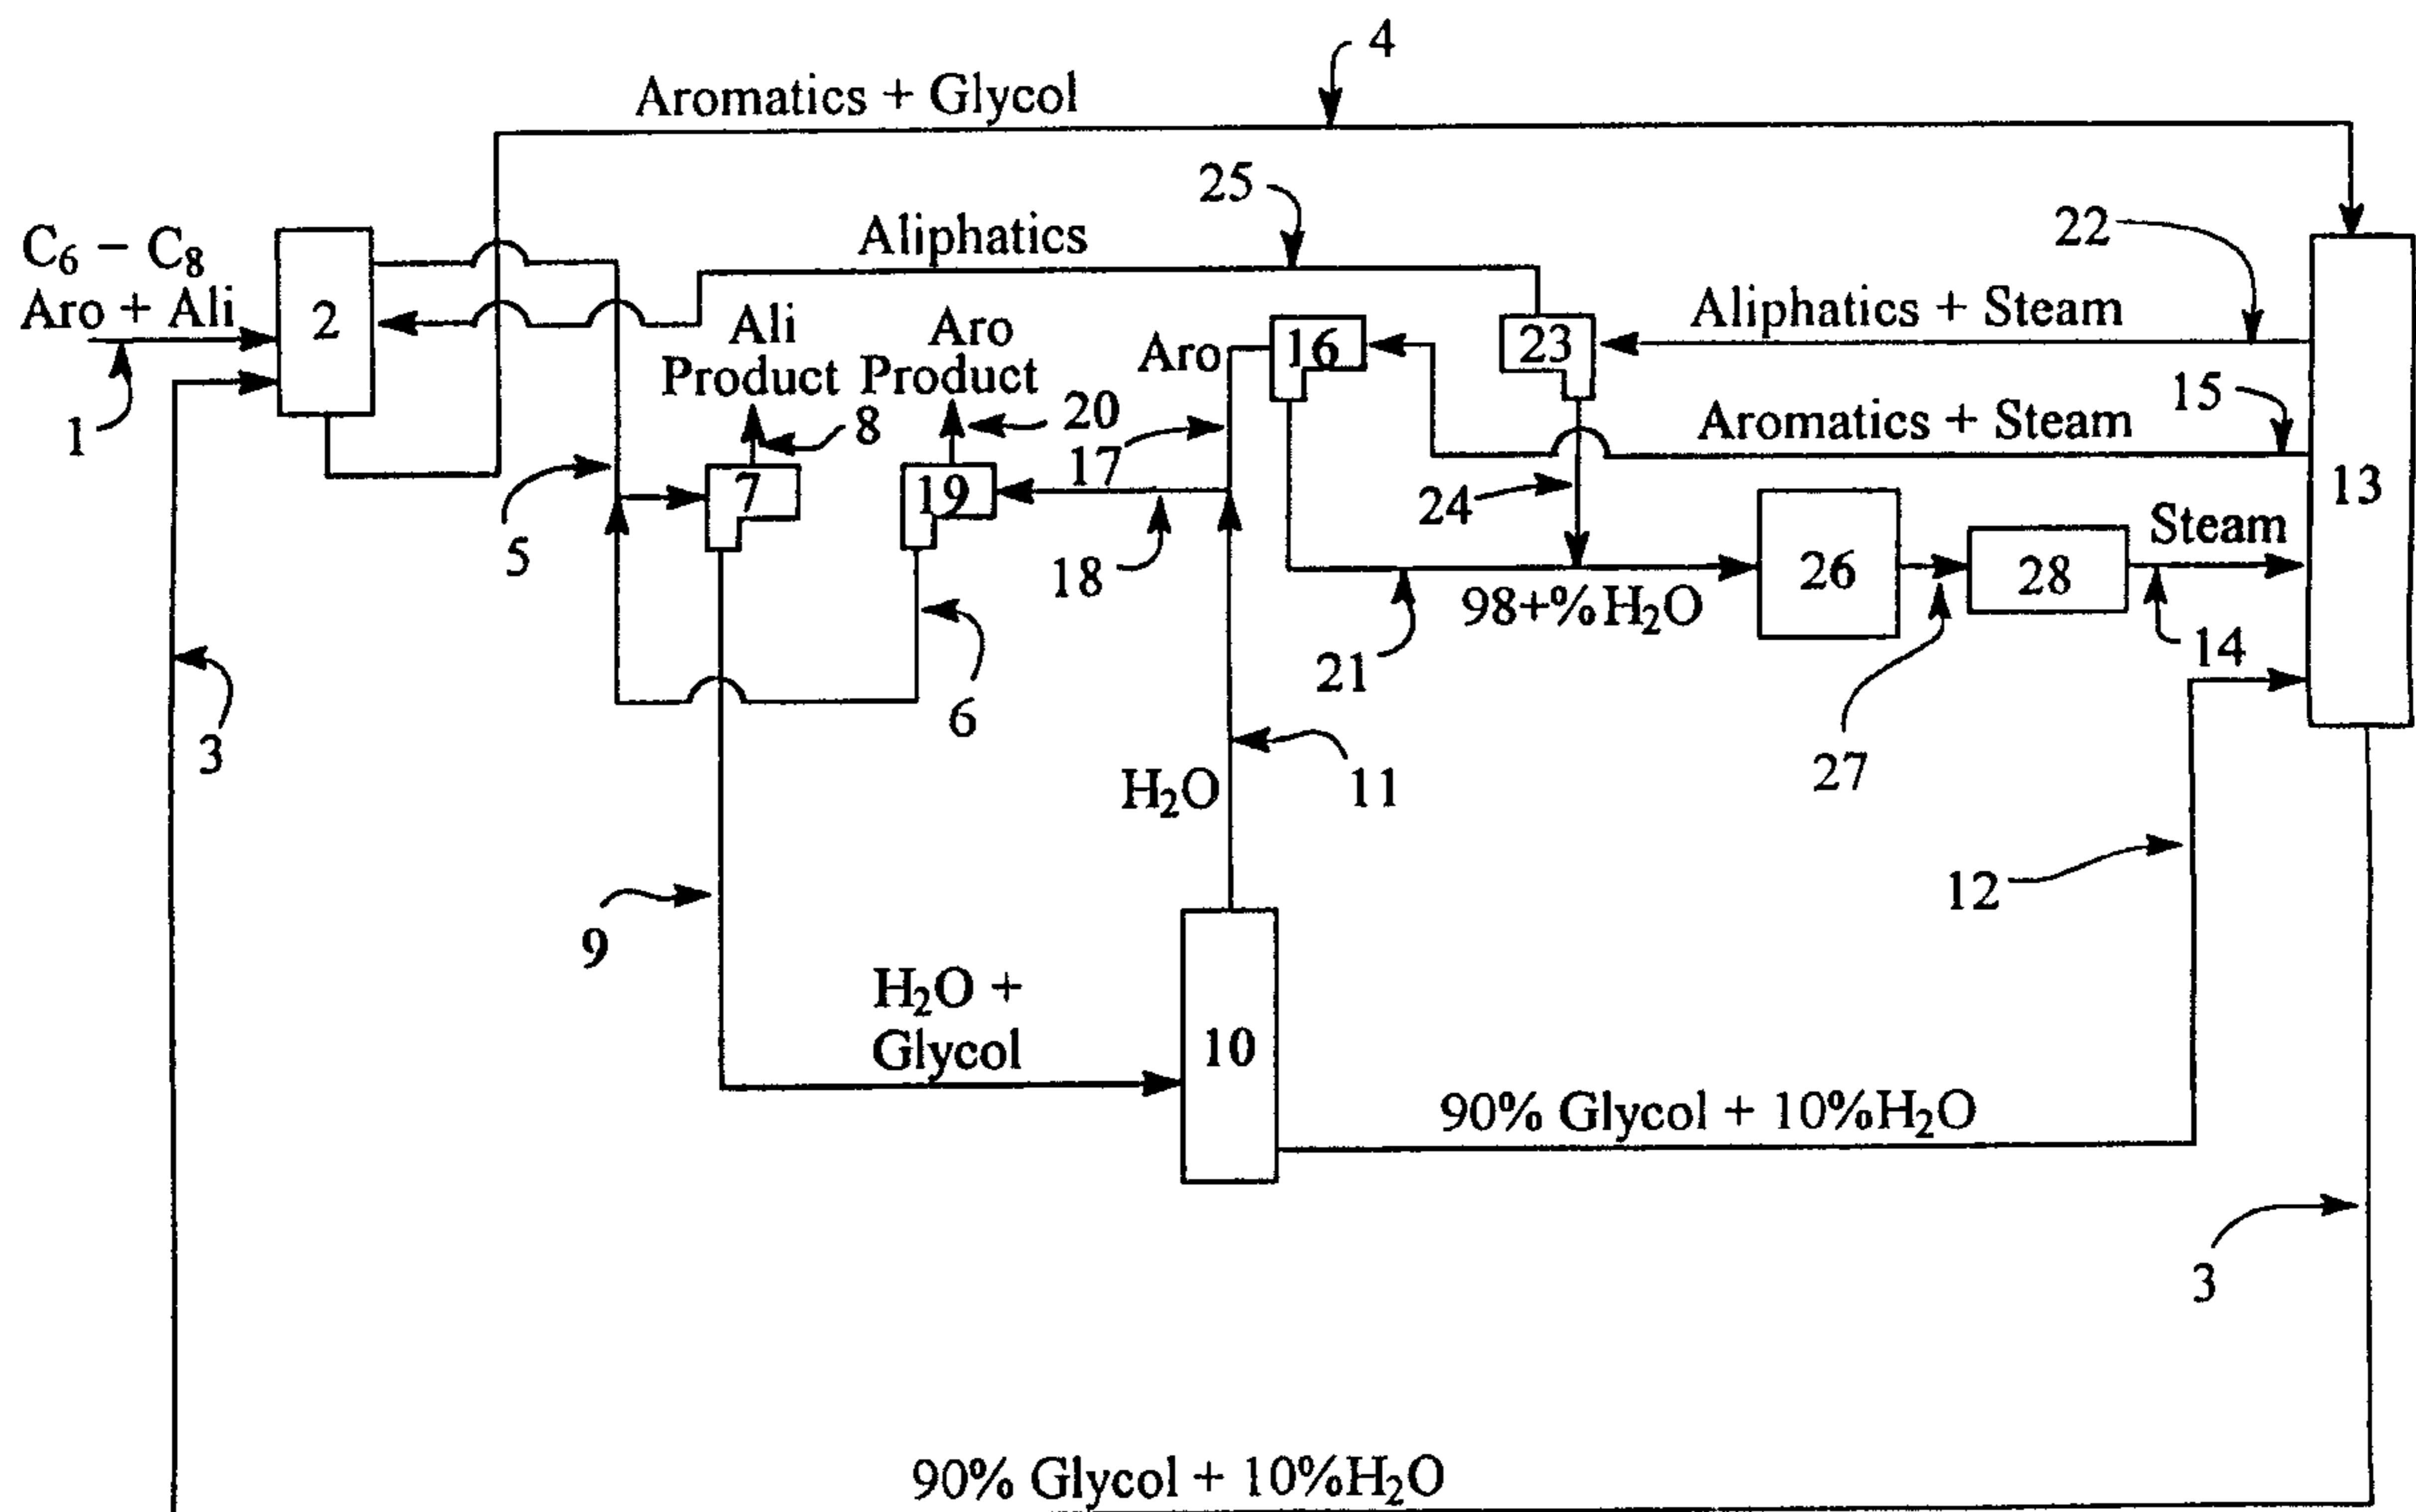 4
Aromatics + Glycol
25
22
C₆ – C₈
Aro + Ali
2
Aliphatics
Ali
Product
Aro
Product
Aro
16
23
Aliphatics + Steam
15
1
8
20
17
Aromatics + Steam
5
7
19
18
24
13
Steam
26
28
98+%H₂O
21
14
3
6
27
H₂O
11
12
9
H₂O +
Glycol
10
90% Glycol + 10%H₂O
3
90% Glycol + 10%H₂O